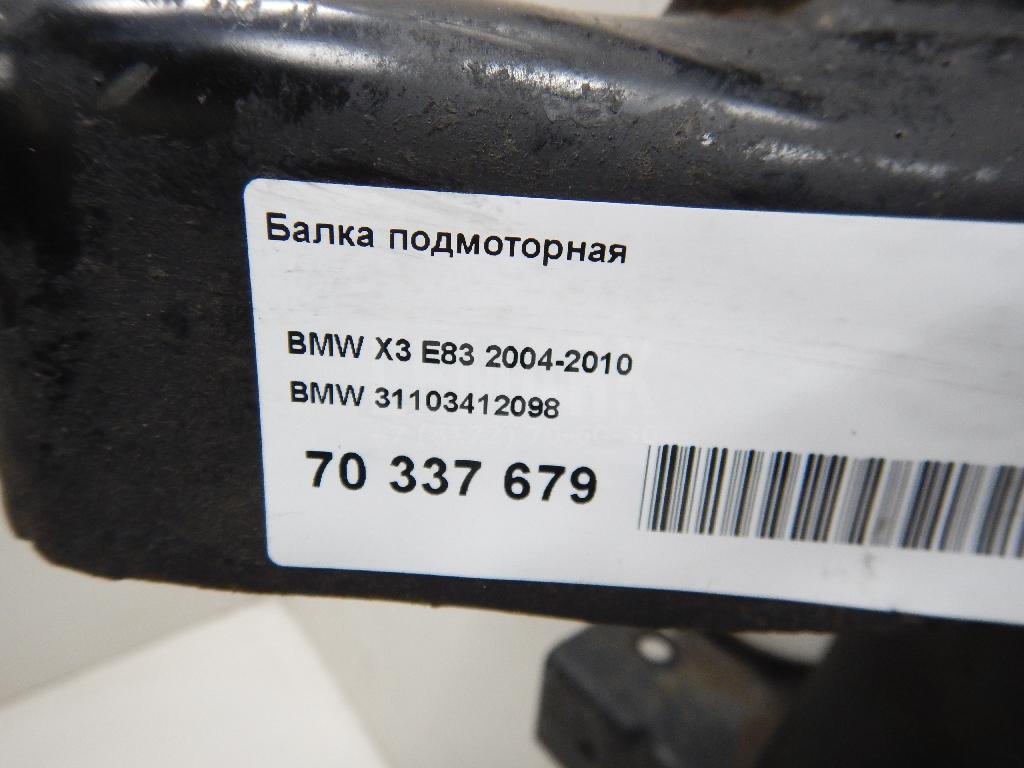 Балка подмоторная
BMW X3 E83 2004-2010
BMW 31103412098
70 337 679